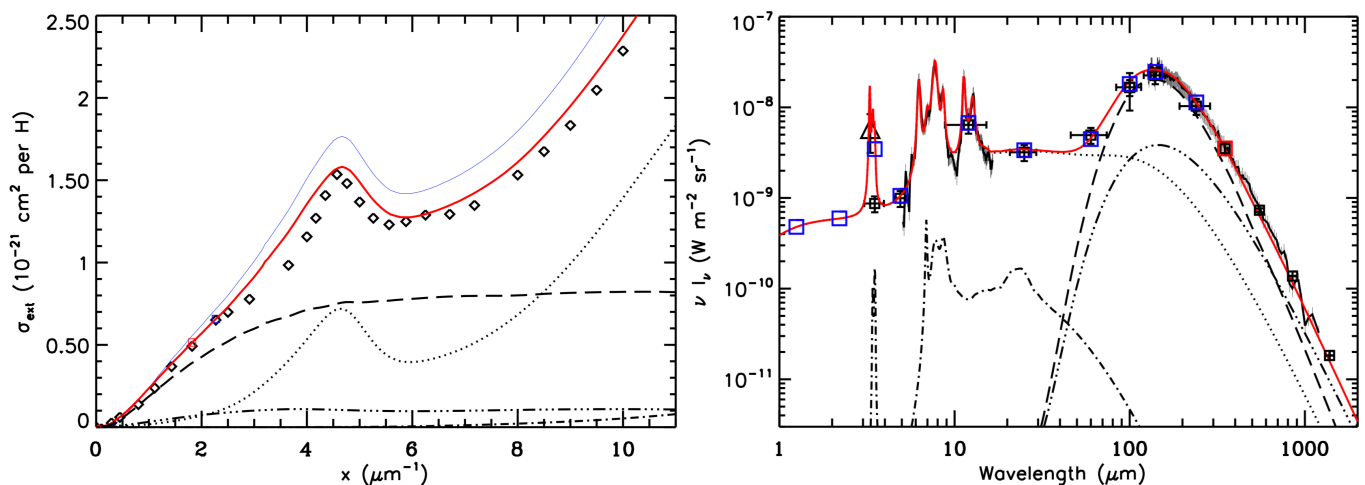 2.50
2.00
1.50
1.00
0.50
0
σext (10⁻²¹ cm² per H)
0 2 4 6 8 10
x (μm⁻¹)
10⁻⁷
10⁻⁸
10⁻⁹
10⁻¹⁰
10⁻¹¹
ν Iν (W m⁻² sr⁻¹)
1 10 100 1000
Wavelength (μm)